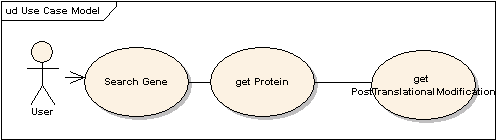 ud Use Case Model
User
Search Gene
get Protein
get
PostTranslationalModification